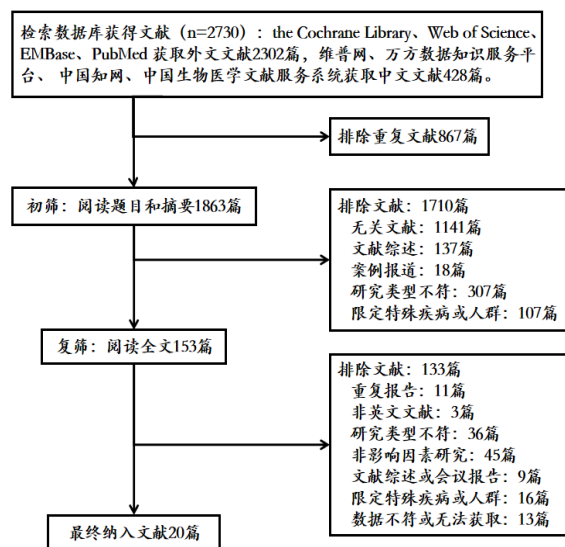 检索数据库获得文献（n=2730）：the Cochrane Library、Web of Science、
EMBase、PubMed 获取外文文献2302篇，维普网、万方数据知识服务平
台、 中国知网、中国生物医学文献服务系统获取中文文献428篇。
排除重复文献867篇
初筛：阅读题目和摘要1863篇
排除文献：1710篇
无关文献：1141篇
文献综述：137篇
案例报道：18篇
研究类型不符：307篇
限定特殊疾病或人群：107篇
复筛：阅读全文153篇
排除文献：133篇
重复报告：11篇
非英文文献：3篇
研究类型不符：36篇
非影响因素研究：45篇
文献综述或会议报告：9篇
限定特殊疾病或人群：16篇
数据不符或无法获取：13篇
最终纳入文献20篇